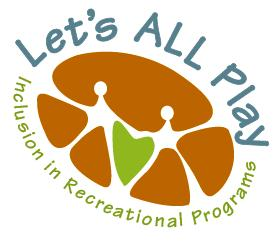 Let's ALL Play
Inclusion in Recreational Programs